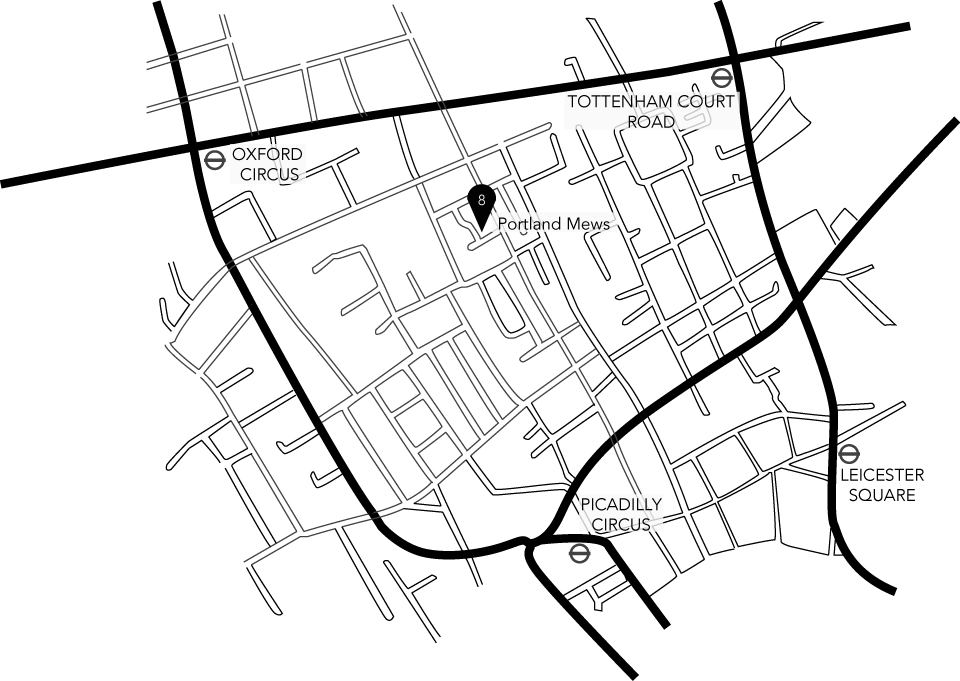 TOTTENHAM COURT
ROAD
OXFORD
CIRCUS
8
Portland Mews
LEICESTER
SQUARE
PICADILLY
CIRCUS